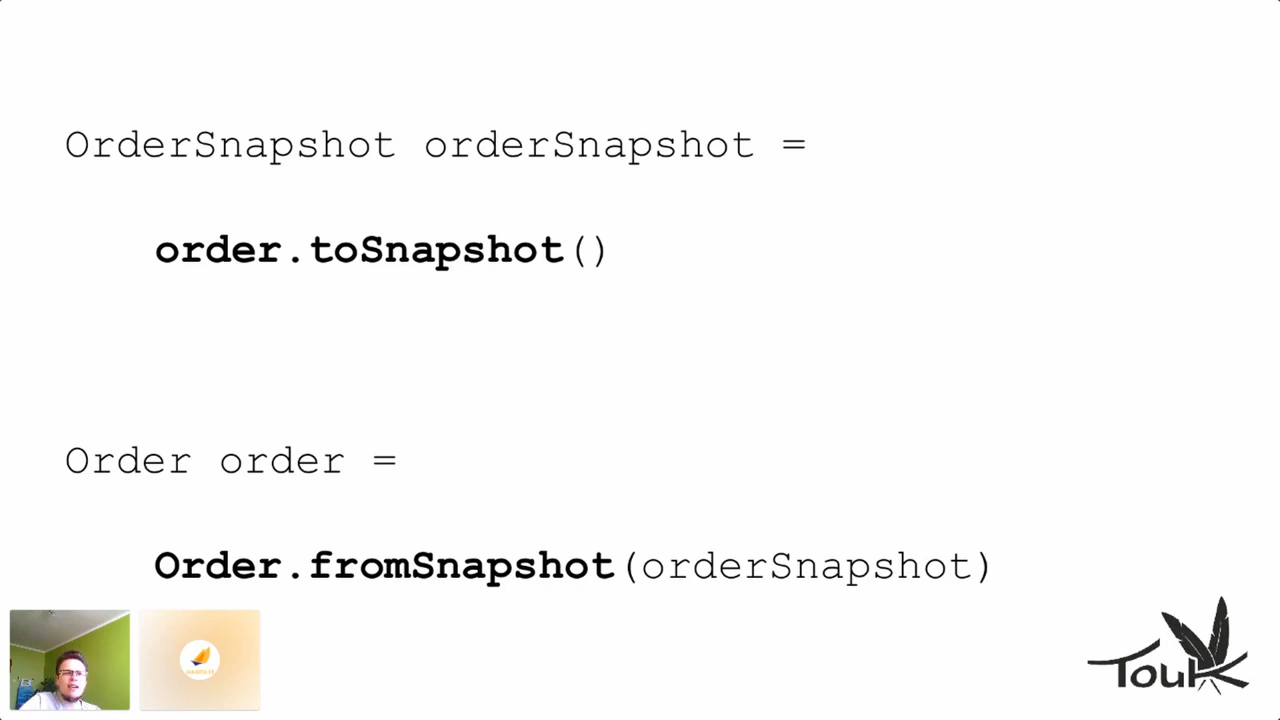 OrderSnapshot orderSnapshot =
order.toSnapshot()
Order order =
Order.fromSnapshot(orderSnapshot)
Touk